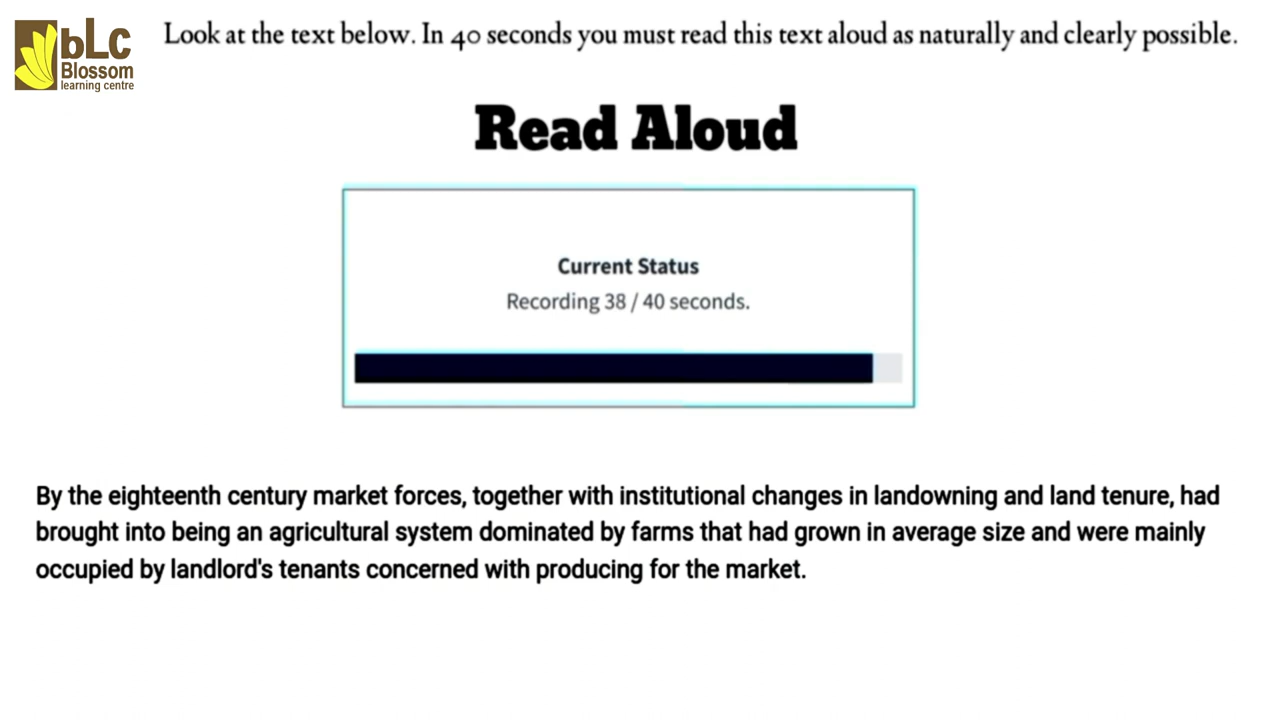 bLc
Blossom
learning centre
Look at the text below. In 40 seconds you must read this text aloud as naturally and clearly possible.
Read Aloud
Current Status
Recording 38 / 40 seconds.
By the eighteenth century market forces, together with institutional changes in landowning and land tenure, had
brought into being an agricultural system dominated by farms that had grown in average size and were mainly
occupied by landlord's tenants concerned with producing for the market.